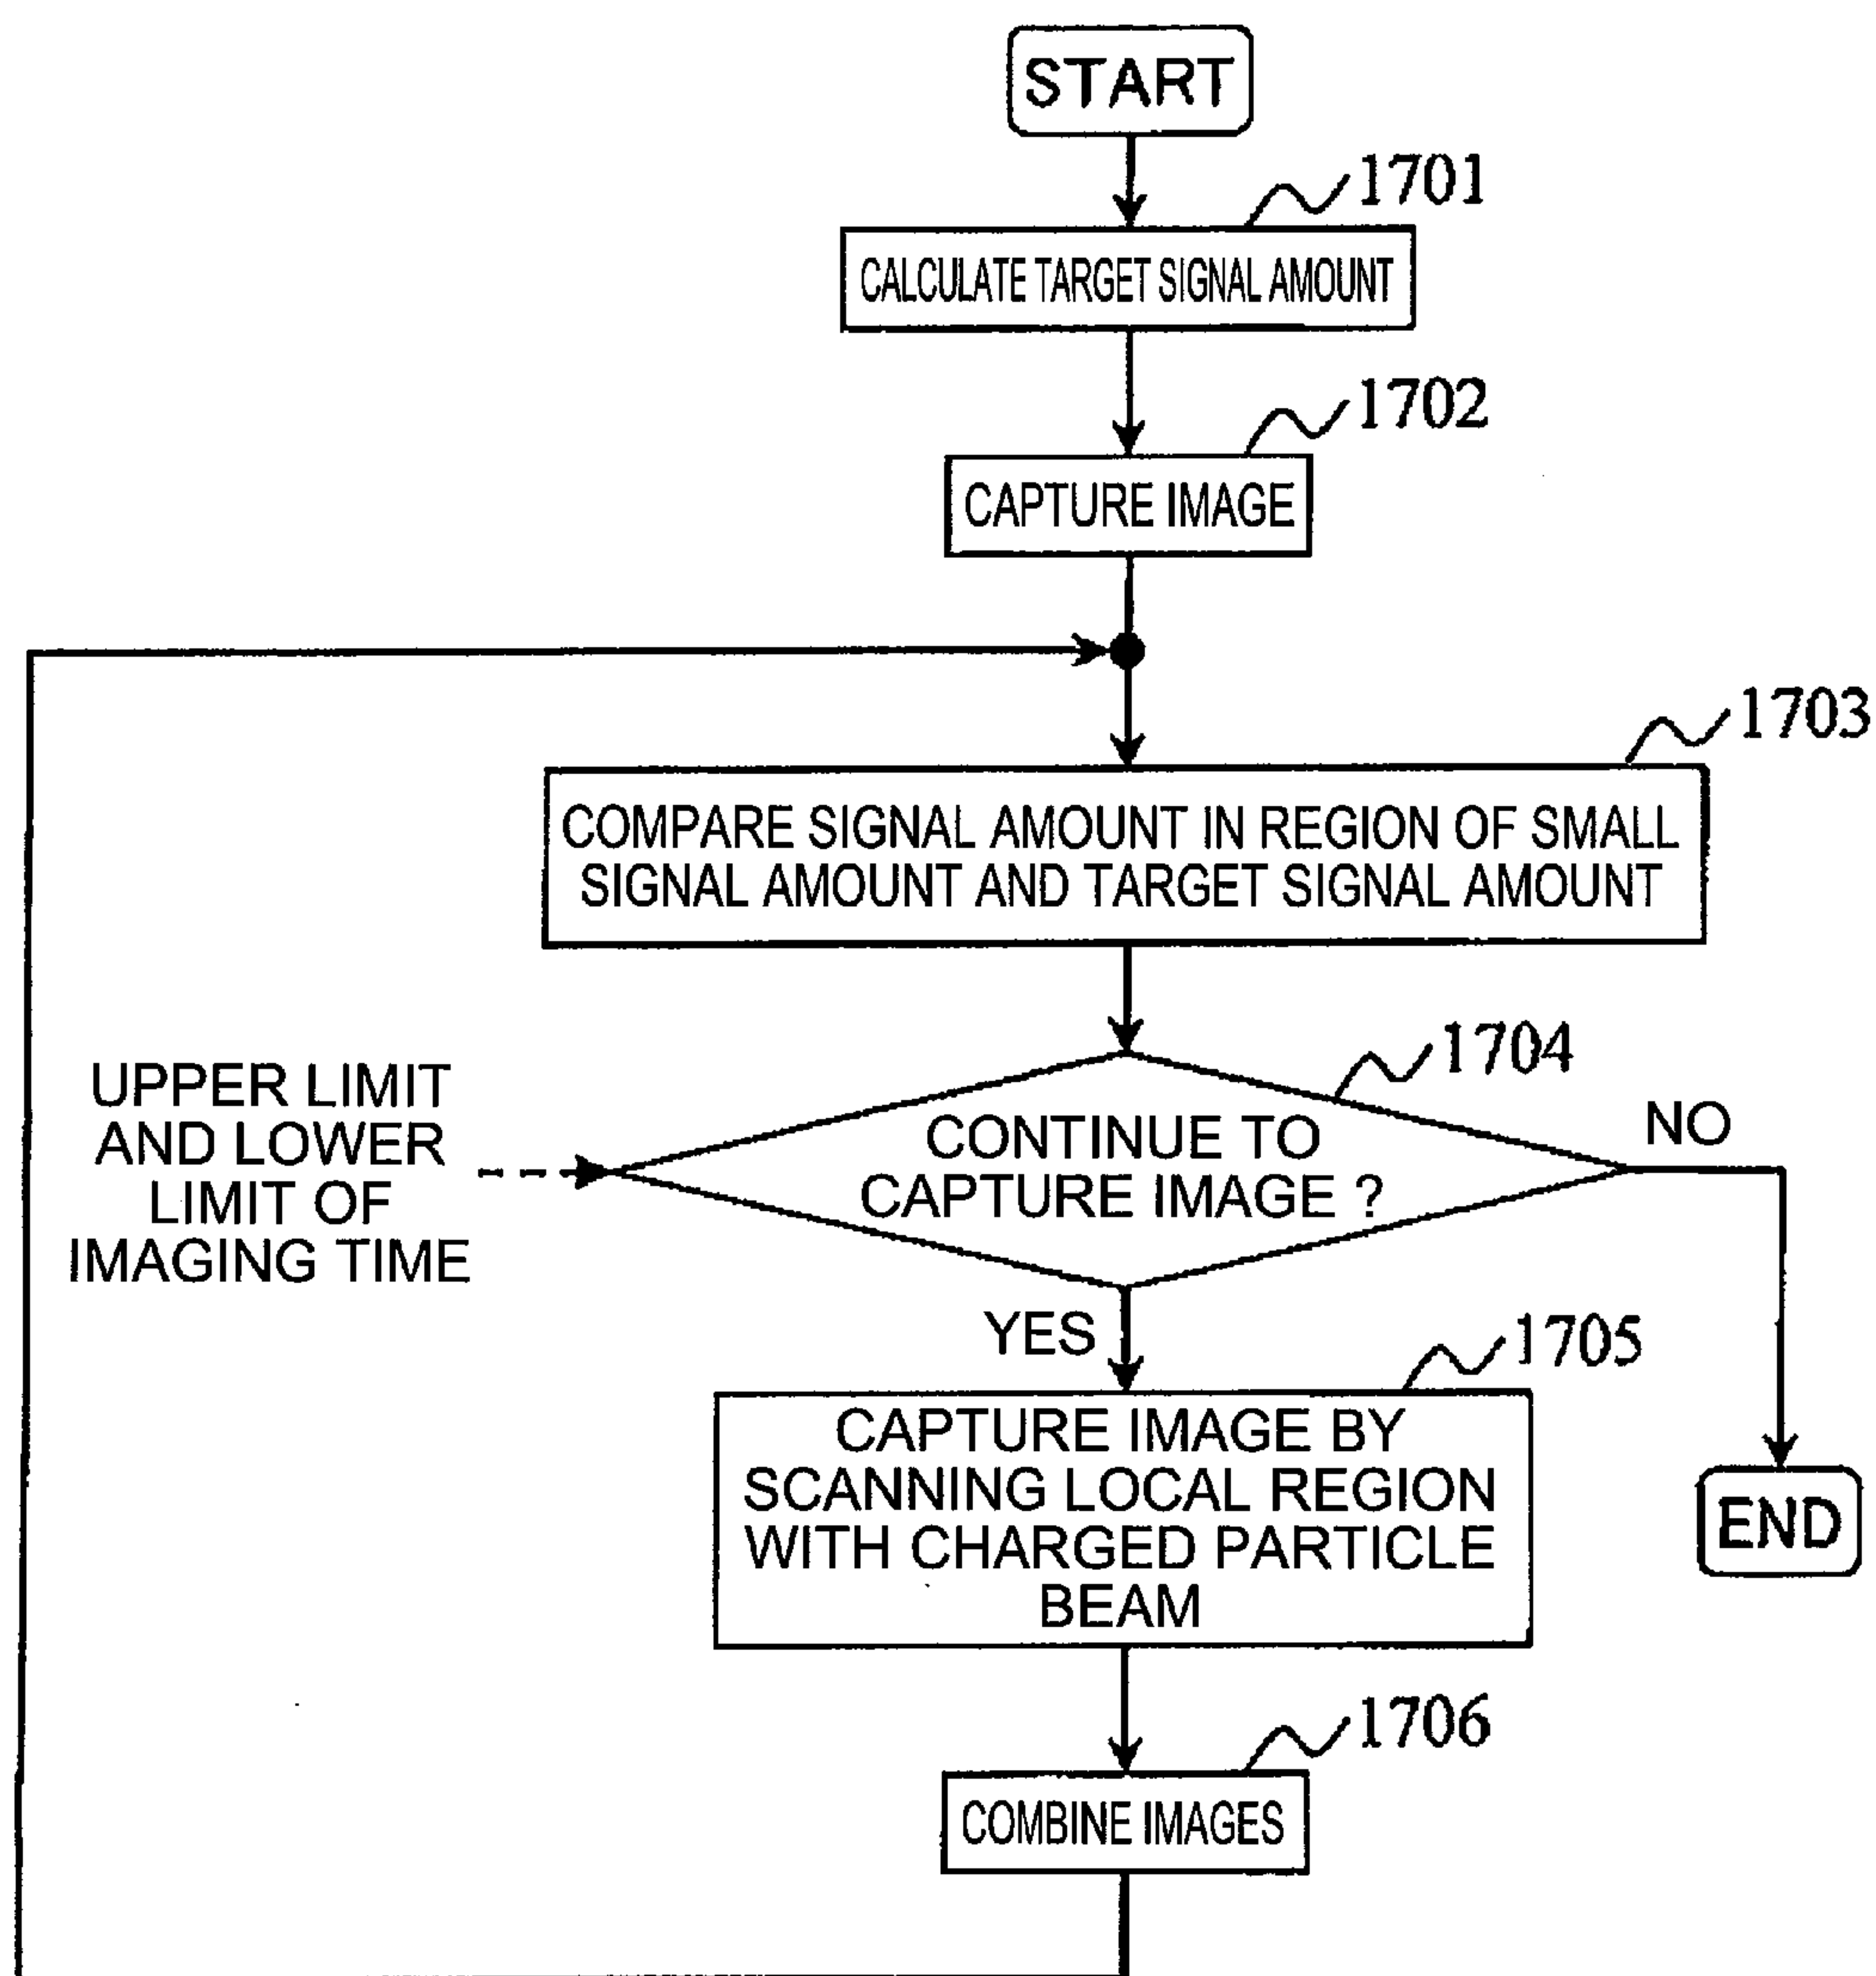 START
1701
CALCULATE TARGET SIGNAL AMOUNT
1702
CAPTURE IMAGE
1703
COMPARE SIGNAL AMOUNT IN REGION OF SMALL
SIGNAL AMOUNT AND TARGET SIGNAL AMOUNT
1704
UPPER LIMIT
AND LOWER
LIMIT OF
IMAGING TIME
CONTINUE TO
CAPTURE IMAGE ?
NO
YES
1705
CAPTURE IMAGE BY
SCANNING LOCAL REGION
WITH CHARGED PARTICLE
BEAM
END
1706
COMBINE IMAGES